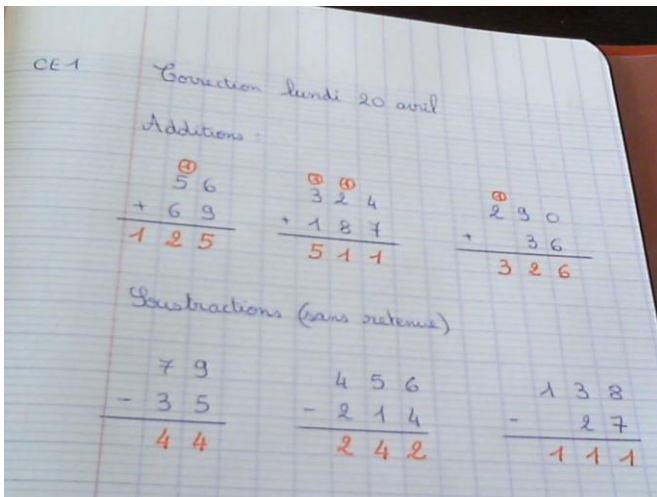 CE1 Correction lundi 20 avril
Additions :
① ① ① ①
5 6 3 2 4 2 9 0
+ 6 9 + 1 8 7 + 3 6
1 2 5 5 1 1 3 2 6
Soustractions (sans retenue)
7 9 4 5 6 1 3 8
- 3 5 - 2 1 4 - 2 7
4 4 2 4 2 1 1 1